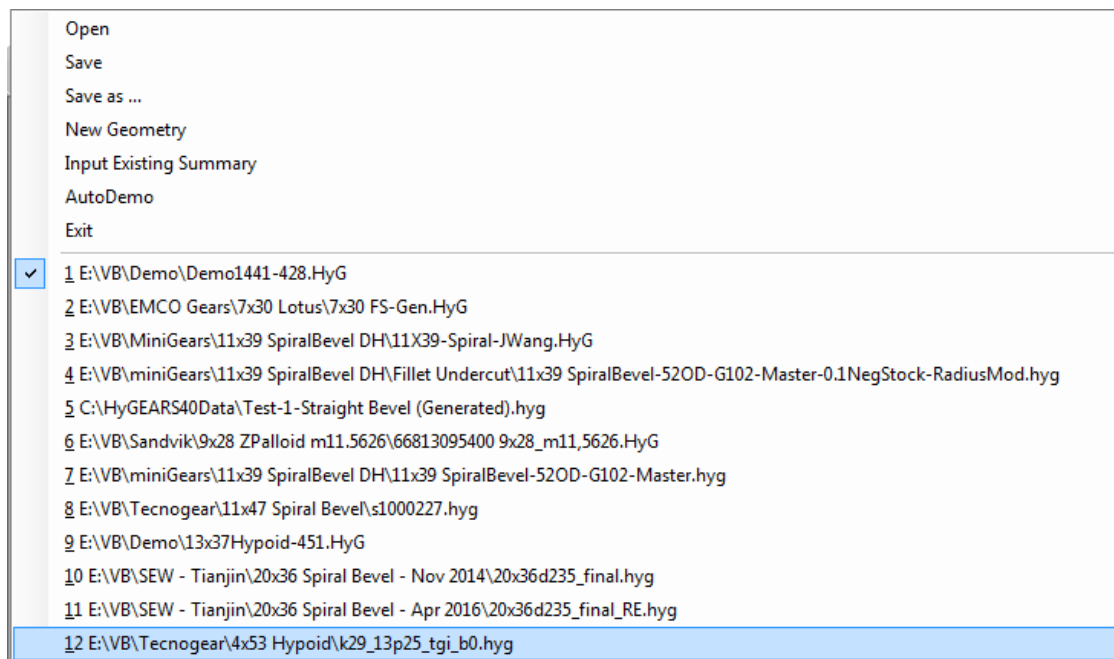 Open
Save
Save as ...
New Geometry
Input Existing Summary
AutoDemo
Exit
1 E:\VB\Demo\Demo1441-428.HyG
2 E:\VB\EMCO Gears\7x30 Lotus\7x30 FS-Gen.HyG
3 E:\VB\MiniGears\11x39 SpiralBevel DH\11X39-Spiral-JWang.HyG
4 E:\VB\miniGears\11x39 SpiralBevel DH\Fillet Undercut\11x39 SpiralBevel-52OD-G102-Master-0.1NegStock-RadiusMod.hyg
5 C:\HyGEARS40Data\Test-1-Straight Bevel (Generated).hyg
6 E:\VB\Sandvik\9x28 ZPalloid m11.5626\66813095400 9x28_m11,5626.HyG
7 E:\VB\miniGears\11x39 SpiralBevel DH\11x39 SpiralBevel-52OD-G102-Master.hyg
8 E:\VB\Tecnogear\11x47 Spiral Bevel\s1000227.hyg
9 E:\VB\Demo\13x37Hypoid-451.HyG
10 E:\VB\SEW - Tianjin\20x36 Spiral Bevel - Nov 2014\20x36d235_final.hyg
11 E:\VB\SEW - Tianjin\20x36 Spiral Bevel - Apr 2016\20x36d235_final_RE.hyg
12 E:\VB\Tecnogear\4x53 Hypoid\k29_13p25_tgi_b0.hyg